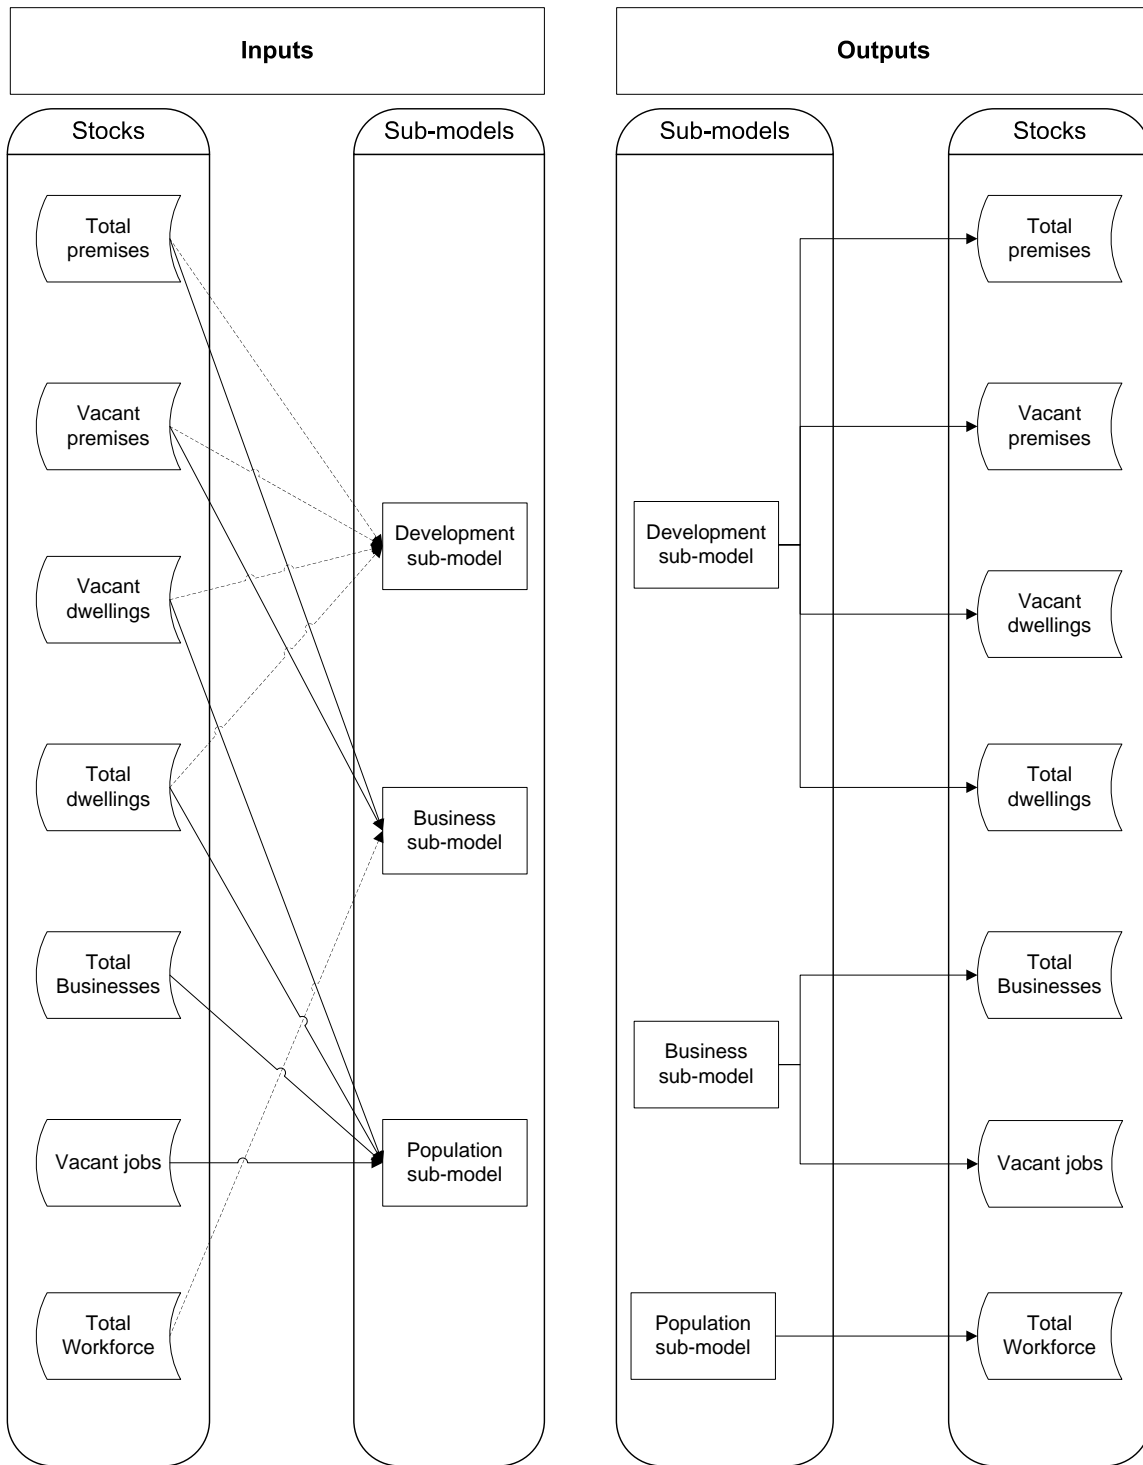 Inputs
Outputs
Stocks
Sub-models
Sub-models
Stocks
Total
premises
Vacant
premises
Vacant
dwellings
Total
dwellings
Total
Businesses
Vacant jobs
Total
Workforce
Development
sub-model
Business
sub-model
Population
sub-model
Development
sub-model
Business
sub-model
Population
sub-model
Total
premises
Vacant
premises
Vacant
dwellings
Total
dwellings
Total
Businesses
Vacant jobs
Total
Workforce